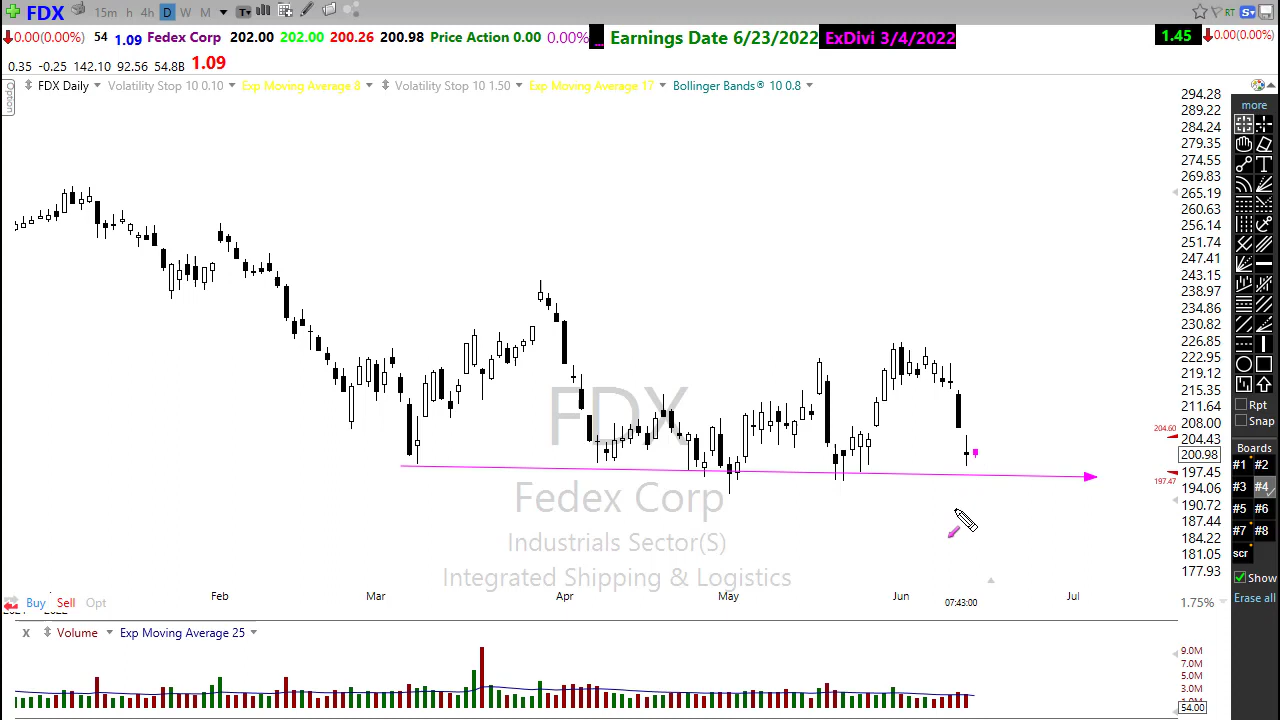 FDX 15m h 4h D W M T RT S
0.00(0.00%) 54 1.09 Fedex Corp 202.00 202.00 200.26 200.98 Price Action 0.00 0.00% ... Earnings Date 6/23/2022 ExDivi 3/4/2022 1.45 0.00(0.00%)
0.35 -0.25 142.10 92.56 54.8B 1.09
Option
FDX Daily Volatility Stop 10 0.10 Exp Moving Average 8 Volatility Stop 10 1.50 Exp Moving Average 17 Bollinger Bands® 10 0.8
294.28
289.22
284.24
279.35
274.55
269.83
265.19
260.63
256.14
251.74
247.41
243.15
238.97
234.86
230.82
226.85
222.95
219.12
215.35
211.64
208.00
204.60
204.43
200.98
197.45
197.47
194.06
190.72
187.44
184.22
181.05
177.93
FDX
Fedex Corp
Industrials Sector(S)
Integrated Shipping & Logistics
Feb Mar Apr May Jun Jul
07:43:00
Buy Sell Opt
1.75%
X Volume Exp Moving Average 25
9.0M
7.0M
5.0M
3.0M
54.00
more
Rpt
Snap
Boards
#1 #2
#3 #4
#5 #6
#7 #8
scr
Show
Erase all